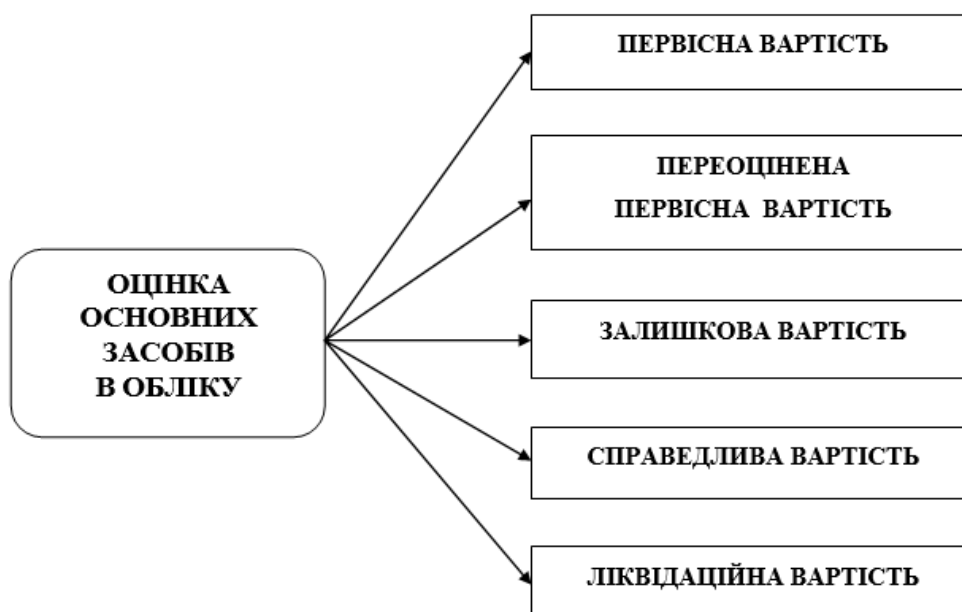 ОЦІНКА
ОСНОВНИХ
ЗАСОБІВ
В ОБЛІКУ
ПЕРВІСНА ВАРТІСТЬ
ПЕРЕОЦІНЕНА
ПЕРВІСНА ВАРТІСТЬ
ЗАЛИШКОВА ВАРТІСТЬ
СПРАВЕДЛИВА ВАРТІСТЬ
ЛІКВІДАЦІЙНА ВАРТІСТЬ